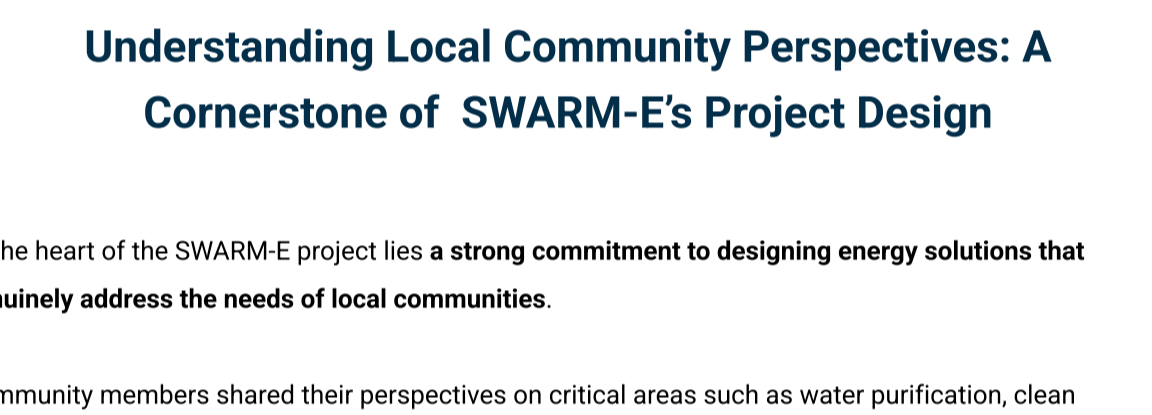 Understanding Local Community Perspectives: A
Cornerstone of  SWARM-E’s Project Design
he heart of the SWARM-E project lies a strong commitment to designing energy solutions that
uinely address the needs of local communities.
mmunity members shared their perspectives on critical areas such as water purification, clean